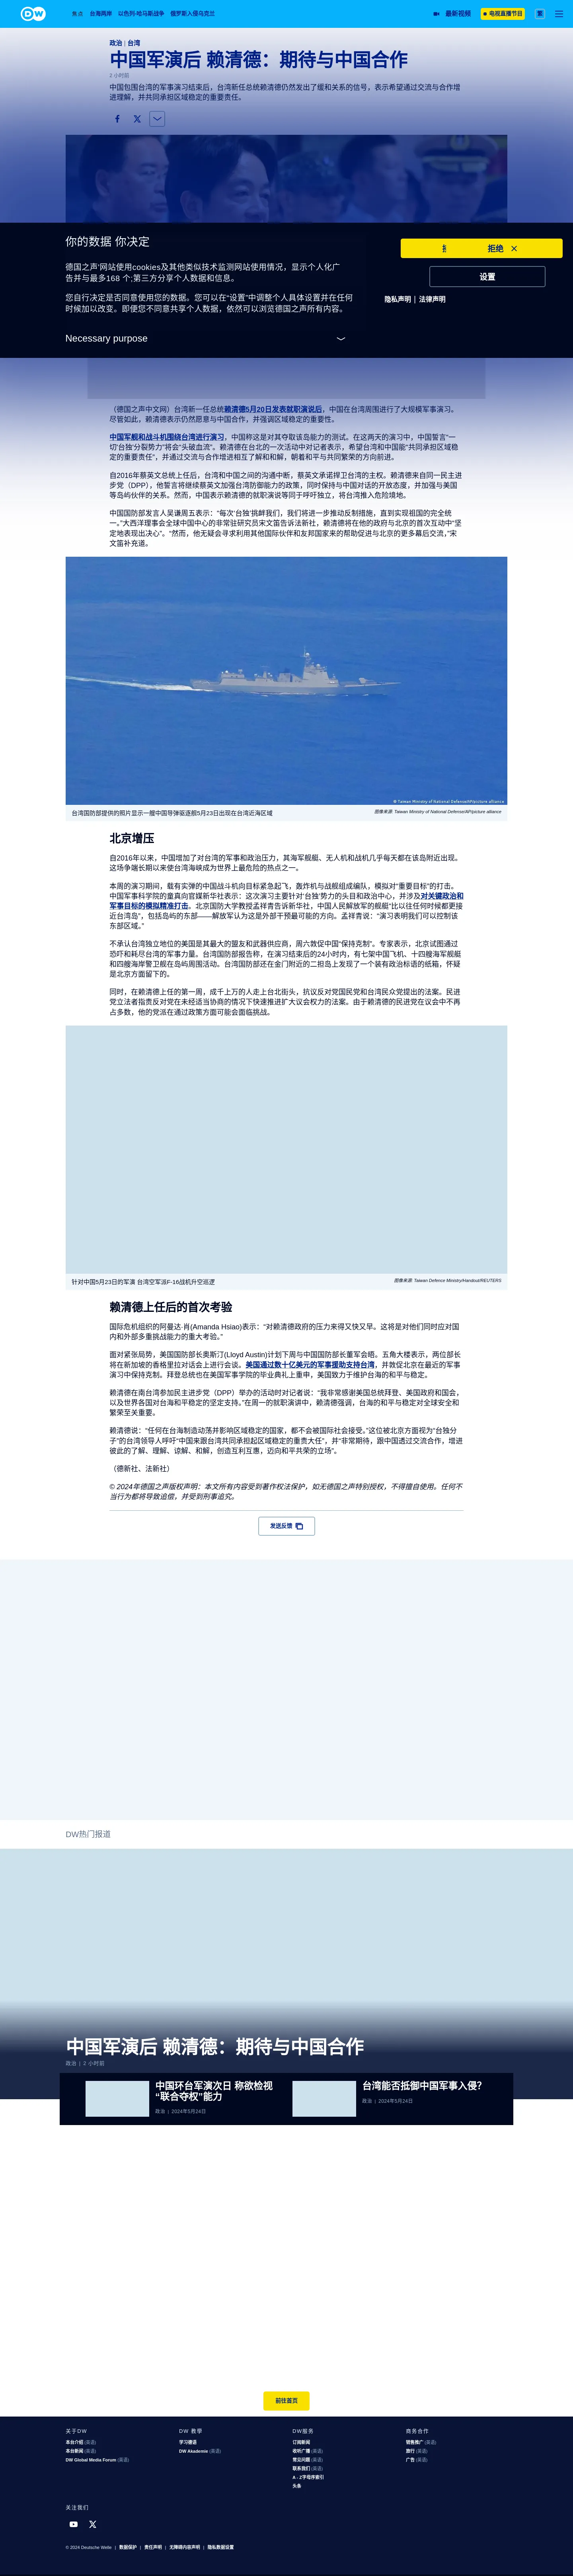 DW
焦点 台海两岸 以色列-哈马斯战争 俄罗斯入侵乌克兰
最新视频
电视直播节目
繁
政治 | 台湾
中国军演后 赖清德：期待与中国合作
2 小时前
中国包围台湾的军事演习结束后，台湾新任总统赖清德仍然发出了缓和关系的信号，表示希望通过交流与合作增
进理解，并共同承担区域稳定的重要责任。
你的数据 你决定
拒绝
德国之声‘网站使用cookies及其他类似技术监测网站使用情况，显示个人化广
告并与最多168 个;第三方分享个人数据和信息。
设置
您自行决定是否同意使用您的数据。您可以在“设置”中调整个人具体设置并在任何
时候加以改变。即便您不同意共享个人数据，依然可以浏览德国之声所有内容。
隐私声明 | 法律声明
Necessary purpose
（德国之声中文网）台湾新一任总统赖清德5月20日发表就职演说后，中国在台湾周围进行了大规模军事演习。
尽管如此，赖清德表示仍然愿意与中国合作，并强调区域稳定的重要性。
中国军舰和战斗机围绕台湾进行演习，中国称这是对其夺取该岛能力的测试。在这两天的演习中，中国誓言“一
切‘台独’分裂势力”将会“头破血流”。赖清德在台北的一次活动中对记者表示，希望台湾和中国能“共同承担区域稳
定的重要责任”，并通过交流与合作增进相互了解和和解，朝着和平与共同繁荣的方向前进。
自2016年蔡英文总统上任后，台湾和中国之间的沟通中断，蔡英文承诺捍卫台湾的主权。赖清德来自同一民主进
步党（DPP），他誓言将继续蔡英文加强台湾防御能力的政策，同时保持与中国对话的开放态度，并加强与美国
等岛屿伙伴的关系。然而，中国表示赖清德的就职演说等同于呼吁独立，将台湾推入危险境地。
中国国防部发言人吴谦周五表示：“每次‘台独’挑衅我们，我们将进一步推动反制措施，直到实现祖国的完全统
一。”大西洋理事会全球中国中心的非常驻研究员宋文笛告诉法新社，赖清德将在他的政府与北京的首次互动中“坚
定地表现出决心”。“然而，他无疑会寻求利用其他国际伙伴和友邦国家来的帮助促进与北京的更多幕后交流，”宋
文笛补充道。
台湾国防部提供的照片显示一艘中国导弹驱逐舰5月23日出现在台湾近海区域
图像来源: Taiwan Ministry of National Defense/AP/picture alliance
北京增压
自2016年以来，中国增加了对台湾的军事和政治压力，其海军舰艇、无人机和战机几乎每天都在该岛附近出现。
这场争端长期以来使台湾海峡成为世界上最危险的热点之一。
本周的演习期间，载有实弹的中国战斗机向目标紧急起飞，轰炸机与战舰组成编队，模拟对“重要目标”的打击。
中国军事科学院的童真向官媒新华社表示：这次演习主要针对‘台独’势力的头目和政治中心，并涉及对关键政治和
军事目标的模拟精准打击。北京国防大学教授孟祥青告诉新华社，中国人民解放军的舰艇“比以往任何时候都更接
近台湾岛”，包括岛屿的东部——解放军认为这是外部干预最可能的方向。孟祥青说：“演习表明我们可以控制该
东部区域。”
不承认台湾独立地位的美国是其最大的盟友和武器供应商，周六敦促中国“保持克制”。专家表示，北京试图通过
恐吓和耗尽台湾的军事力量。台湾国防部报告称，在演习结束后的24小时内，有七架中国飞机、十四艘海军舰艇
和四艘海岸警卫艇在岛屿周围活动。台湾国防部还在金门附近的二担岛上发现了一个装有政治标语的纸箱，怀疑
是北京方面留下的。
同时，在赖清德上任的第一周，成千上万的人走上台北街头，抗议反对党国民党和台湾民众党提出的法案。民进
党立法者指责反对党在未经适当协商的情况下快速推进扩大议会权力的法案。由于赖清德的民进党在议会中不再
占多数，他的党派在通过政策方面可能会面临挑战。
针对中国5月23日的军演 台湾空军派F-16战机升空巡逻
图像来源: Taiwan Defence Ministry/Handout/REUTERS
赖清德上任后的首次考验
国际危机组织的阿曼达·肖(Amanda Hsiao)表示：“对赖清德政府的压力来得又快又早。这将是对他们同时应对国
内和外部多重挑战能力的重大考验。”
面对紧张局势，美国国防部长奥斯汀(Lloyd Austin)计划下周与中国国防部长董军会晤。五角大楼表示，两位部长
将在新加坡的香格里拉对话会上进行会谈。美国通过数十亿美元的军事援助支持台湾，并敦促北京在最近的军事
演习中保持克制。拜登总统也在美国军事学院的毕业典礼上重申，美国致力于维护台海的和平与稳定。
赖清德在南台湾参加民主进步党（DPP）举办的活动时对记者说：“我非常感谢美国总统拜登、美国政府和国会，
以及世界各国对台海和平稳定的坚定支持。”在周一的就职演讲中，赖清德强调，台海的和平与稳定对全球安全和
繁荣至关重要。
赖清德说：“任何在台海制造动荡并影响区域稳定的国家，都不会被国际社会接受。”这位被北京方面视为“台独分
子”的台湾领导人呼吁“中国来跟台湾共同承担起区域稳定的重责大任”，并“非常期待，跟中国透过交流合作，增进
彼此的了解、理解、谅解、和解，创造互利互惠，迈向和平共荣的立场”。
（德新社、法新社）
© 2024年德国之声版权声明：本文所有内容受到著作权法保护，如无德国之声特别授权，不得擅自使用。任何不
当行为都将导致追偿，并受到刑事追究。
发送反馈
DW热门报道
中国军演后 赖清德：期待与中国合作
政治 | 2 小时前
中国环台军演次日 称欲检视
“联合夺权”能力
政治 | 2024年5月24日
台湾能否抵御中国军事入侵？
政治 | 2024年5月24日
前往首页
关于DW
本台介绍 (英语)
本台新闻 (英语)
DW Global Media Forum (英语)
DW 教學
学习德语
DW Akademie (英语)
DW服务
订阅新闻
收听广播 (英语)
常见问题 (英语)
联系我们 (英语)
A - Z字母序索引
头条
商务合作
销售推广 (英语)
旅行 (英语)
广告 (英语)
关注我们
© 2024 Deutsche Welle | 数据保护 | 责任声明 | 无障碍内容声明 | 隐私数据设置